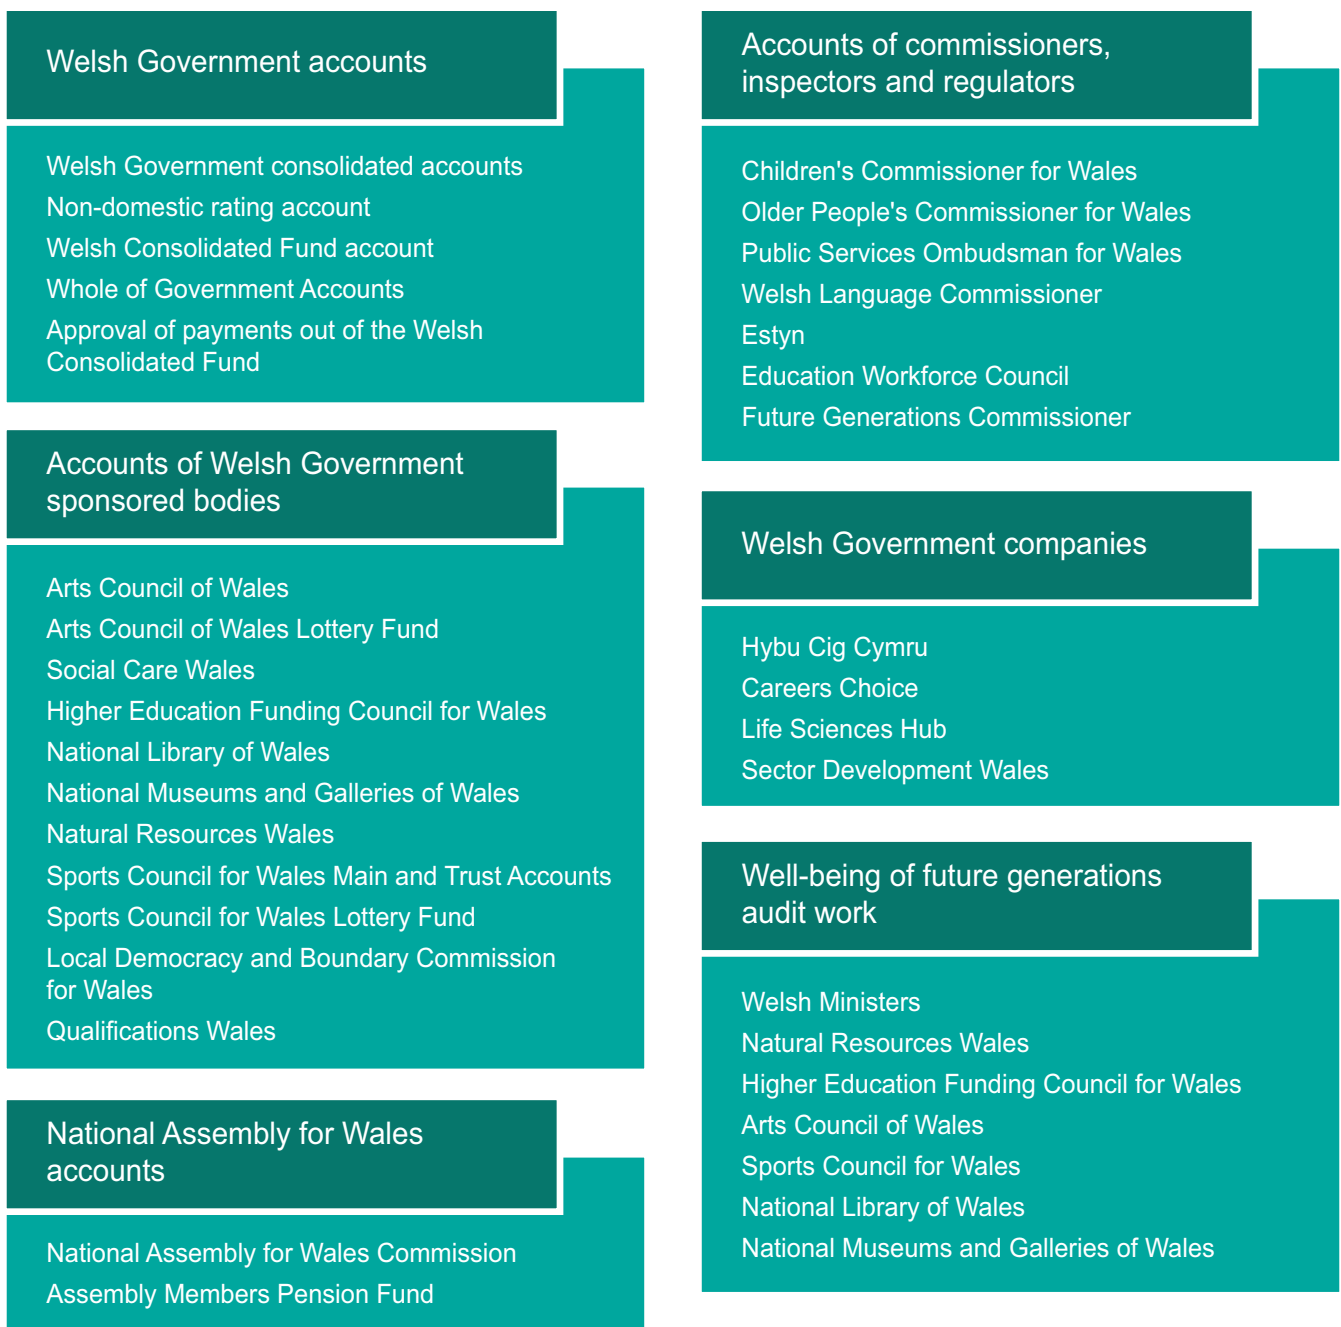 Welsh Government accounts
Welsh Government consolidated accounts
Non-domestic rating account
Welsh Consolidated Fund account
Whole of Government Accounts
Approval of payments out of the Welsh
Consolidated Fund
Accounts of Welsh Government
sponsored bodies
Arts Council of Wales
Arts Council of Wales Lottery Fund
Social Care Wales
Higher Education Funding Council for Wales
National Library of Wales
National Museums and Galleries of Wales
Natural Resources Wales
Sports Council for Wales Main and Trust Accounts
Sports Council for Wales Lottery Fund
Local Democracy and Boundary Commission
for Wales
Qualifications Wales
National Assembly for Wales
accounts
National Assembly for Wales Commission
Assembly Members Pension Fund
Accounts of commissioners,
inspectors and regulators
Children's Commissioner for Wales
Older People's Commissioner for Wales
Public Services Ombudsman for Wales
Welsh Language Commissioner
Estyn
Education Workforce Council
Future Generations Commissioner
Welsh Government companies
Hybu Cig Cymru
Careers Choice
Life Sciences Hub
Sector Development Wales
Well-being of future generations
audit work
Welsh Ministers
Natural Resources Wales
Higher Education Funding Council for Wales
Arts Council of Wales
Sports Council for Wales
National Library of Wales
National Museums and Galleries of Wales